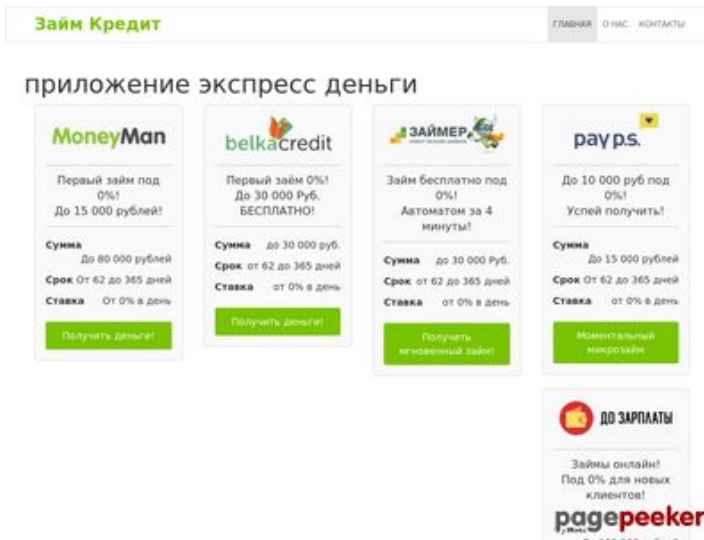 Займ Кредит
ГЛАВНАЯ О НАС КОНТАКТЫ
приложение экспресс деньги
MoneyMan
Первый займ под
0%!
До 15 000 рублей!
Сумма
До 80 000 рублей
Срок От 62 до 365 дней
Ставка От 0% в день
Получить деньги!
belkacredit
Первый заём 0%!
До 30 000 Руб.
БЕСПЛАТНО!
Сумма до 30 000 руб.
Срок от 62 до 365 дней
Ставка от 0% в день
Получить деньги!
ЗАЙМЕР
Займ бесплатно под
0%!
Автоматом за 4
минуты!
Сумма до 30 000 Руб.
Срок от 62 до 365 дней
Ставка от 0% в день
Получить
мгновенный займ!
pay p.s.
До 10 000 руб под
0%!
Успей получить!
Сумма
До 15 000 рублей
Срок От 62 до 365 дней
Ставка От 0% в день
Моментальный
микрозайм
ДО ЗАРПЛАТЫ
Займы онлайн!
Под 0% для новых
клиентов!
pagepeeker